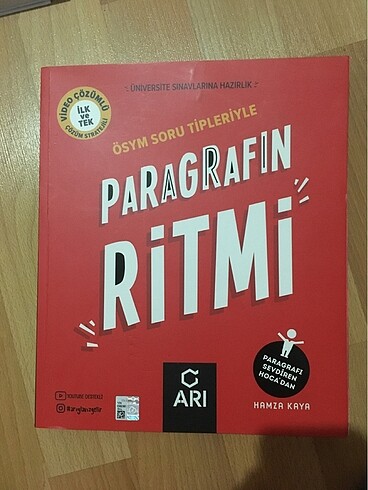 ÜNİVERSİTE SINAVLARINA HAZIRLIK
VİDEO ÇÖZÜMLÜ
İLK ve
TEK
ÇÖZÜM STRATEJİLİ
ÖSYM SORU TİPLERİYLE
PARAGRAFIN
RİTMİ
PARAGRAFI
SEVDİREN
HOCA'DAN
HAMZA KAYA
ARI
YOUTUBE